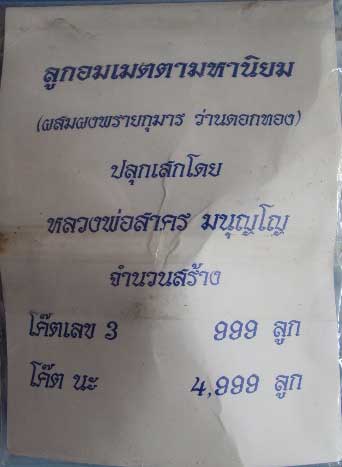 ลูกอมเมตตามหานิยม
(ผสมผงพรายกุมาร ว่านดอกทอง)
ปลุกเสกโดย
หลวงพ่อสาคร มนุญฺโญ
จำนวนสร้าง
โค๊ตเลข 3 999 ลูก
โค๊ต นะ 4,999 ลูก